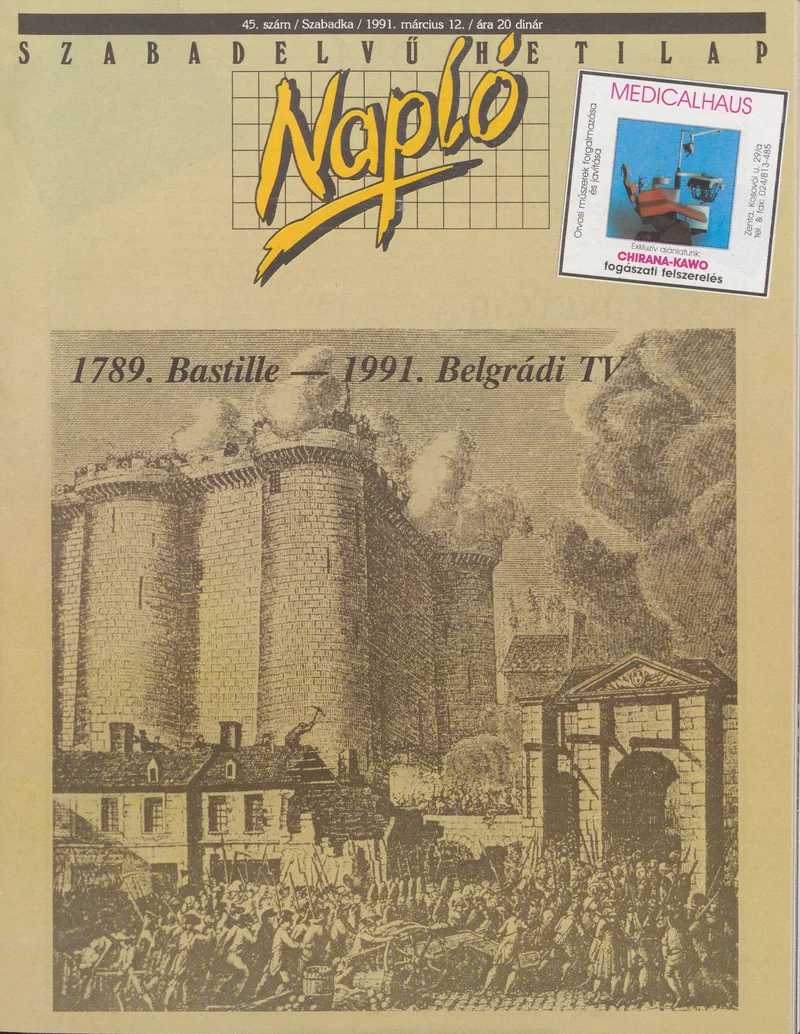 45. szám / Szabadka / 1991. március 12. / ára 20 dinár
SZABADELVŰ HETILAP
Napló
MEDICALHAUS
Orvosi műszerek forgalmazása
és javítása
Zenta, Kosovói u. 29/a
tel. & fax: 024/813-485
Exkluzív ajánlatunk:
CHIRANA-KAWO
fogászati felszerelés
1789. Bastille — 1991. Belgrádi TV